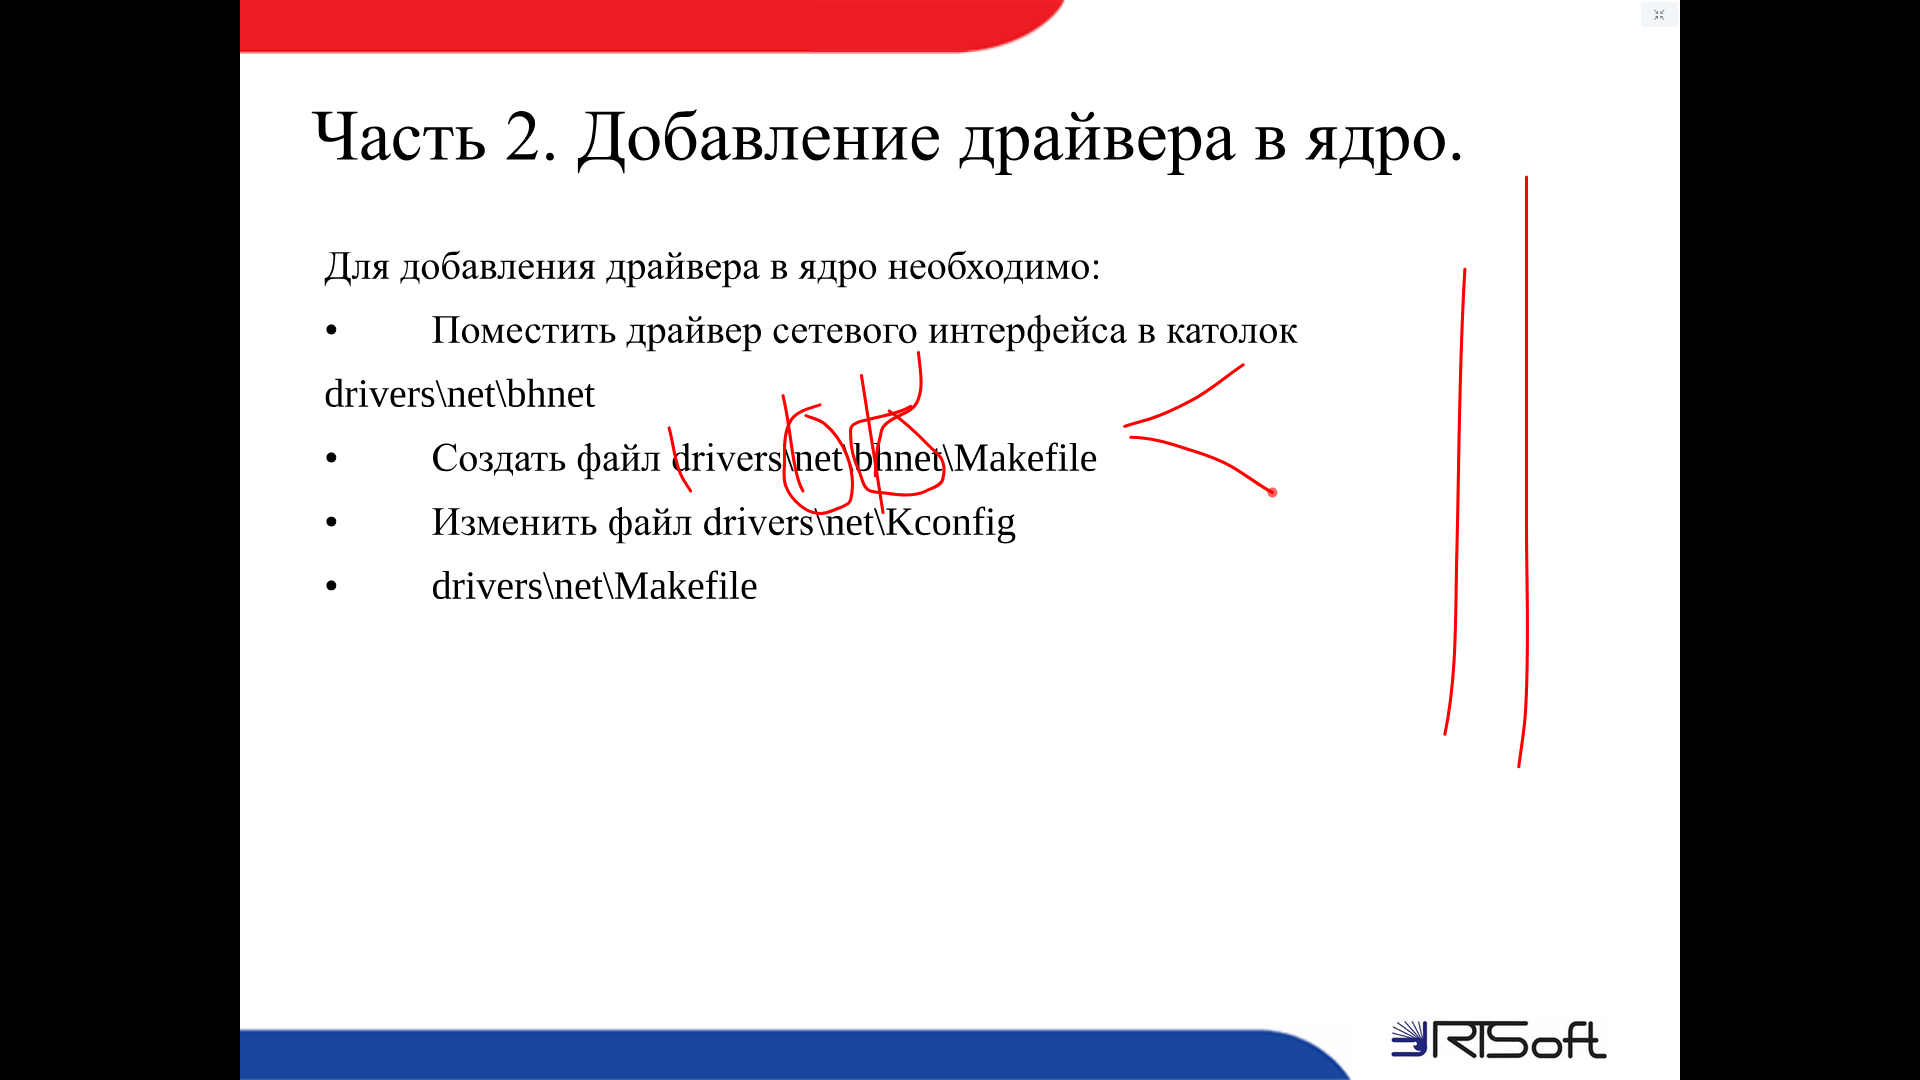 Часть 2. Добавление драйвера в ядро.
Для добавления драйвера в ядро необходимо:
• Поместить драйвер сетевого интерфейса в католок
drivers\net\bhnet
• Создать файл drivers\net\bhnet\Makefile
• Изменить файл drivers\net\Kconfig
• drivers\net\Makefile
RTSoft